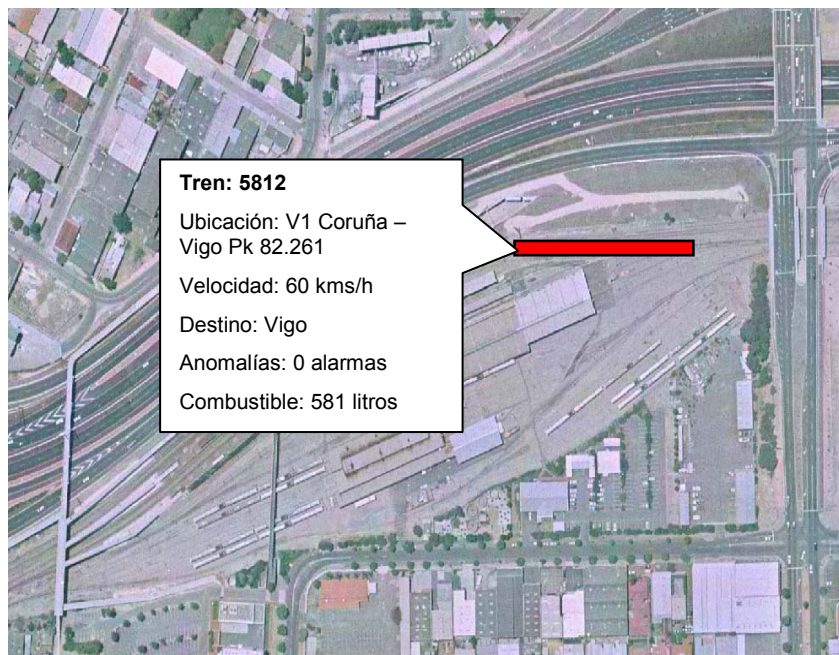 Tren: 5812
Ubicación: V1 Coruña –
Vigo Pk 82.261
Velocidad: 60 kms/h
Destino: Vigo
Anomalías: 0 alarmas
Combustible: 581 litros